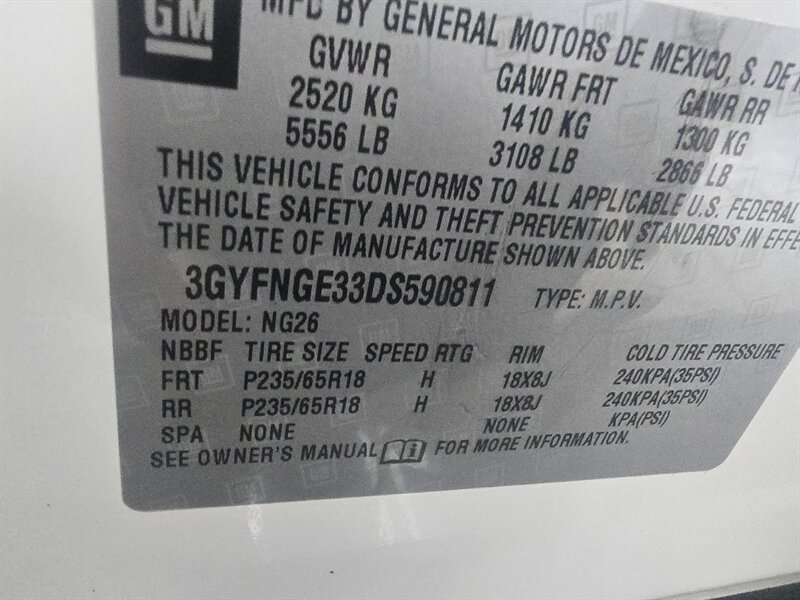 GM
MFD BY GENERAL MOTORS DE MEXICO, S. DE
GVWR GAWR FRT GAWR RR
2520 KG 1410 KG 1300 KG
5556 LB 3108 LB 2866 LB
THIS VEHICLE CONFORMS TO ALL APPLICABLE U.S. FEDERAL
VEHICLE SAFETY AND THEFT PREVENTION STANDARDS IN EFFE
THE DATE OF MANUFACTURE SHOWN ABOVE.
3GYFNGE33DS590811 TYPE: M.P.V.
MODEL: NG26
NBBF TIRE SIZE SPEED RTG RIM COLD TIRE PRESSURE
FRT P235/65R18 H 18X8J 240KPA(35PSI)
RR P235/65R18 H 18X8J 240KPA(35PSI)
SPA NONE NONE KPA(PSI)
SEE OWNER'S MANUAL FOR MORE INFORMATION.